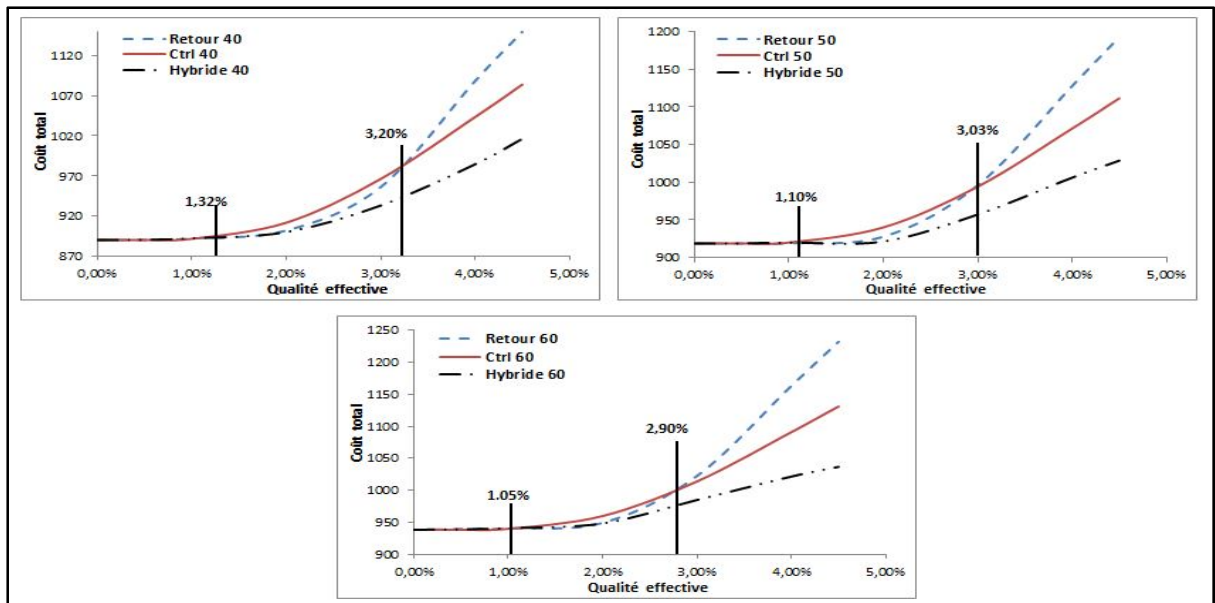 Retour 40
Ctrl 40
Hybride 40
1120
1070
1020
970
920
870
Coût total
1,32%
3,20%
0,00% 1,00% 2,00% 3,00% 4,00% 5,00%
Qualité effective
Retour 50
Ctrl 50
Hybride 50
1200
1150
1100
1050
1000
950
900
Coût total
1,10%
3,03%
0,00% 1,00% 2,00% 3,00% 4,00% 5,00%
Qualité effective
Retour 60
Ctrl 60
Hybride 60
1250
1200
1150
1100
1050
1000
950
900
Coût total
1.05%
2,90%
0,00% 1,00% 2,00% 3,00% 4,00% 5,00%
Qualité effective